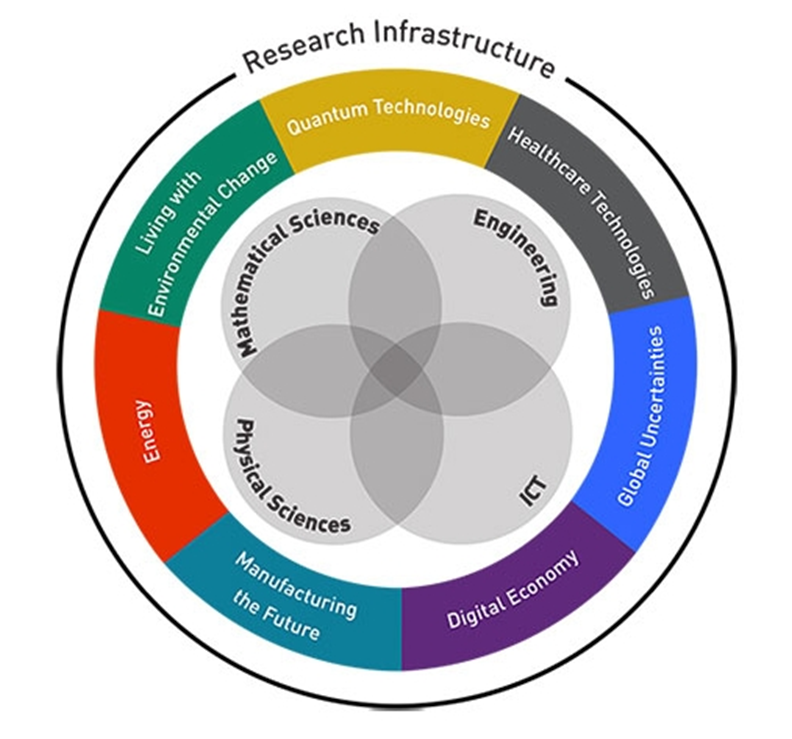 Research Infrastructure
Quantum Technologies
Healthcare Technologies
Global Uncertainties
Digital Economy
Manufacturing
the Future
Energy
Living with
Environmental Change
Mathematical Sciences
Engineering
Physical Sciences
ICT